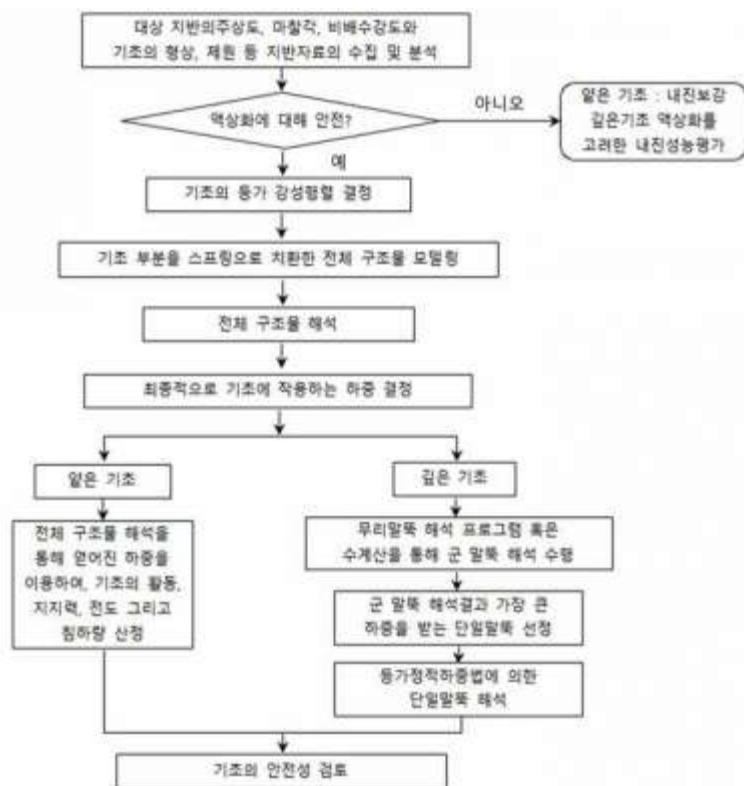 대상 지반의주상도, 마찰각, 비배수강도와
기초의 형상, 제원 등 지반자료의 수집 및 분석
액상화에 대해 안전?
아니오
얕은 기초 : 내진보강
깊은기초 액상화를
고려한 내진성능평가
예
기초의 등가 강성행렬 결정
기초 부분을 스프링으로 치환한 전체 구조물 모델링
전체 구조물 해석
최종적으로 기초에 작용하는 하중 결정
얕은 기초
전체 구조물 해석을
통해 얻어진 하중을
이용하여, 기초의 활동,
지지력, 전도 그리고
침하량 산정
깊은 기초
무리말뚝 해석 프로그램 혹은
수계산을 통해 군 말뚝 해석 수행
군 말뚝 해석결과 가장 큰
하중을 받는 단일말뚝 선정
등가정적하중법에 의한
단일말뚝 해석
기초의 안전성 검토